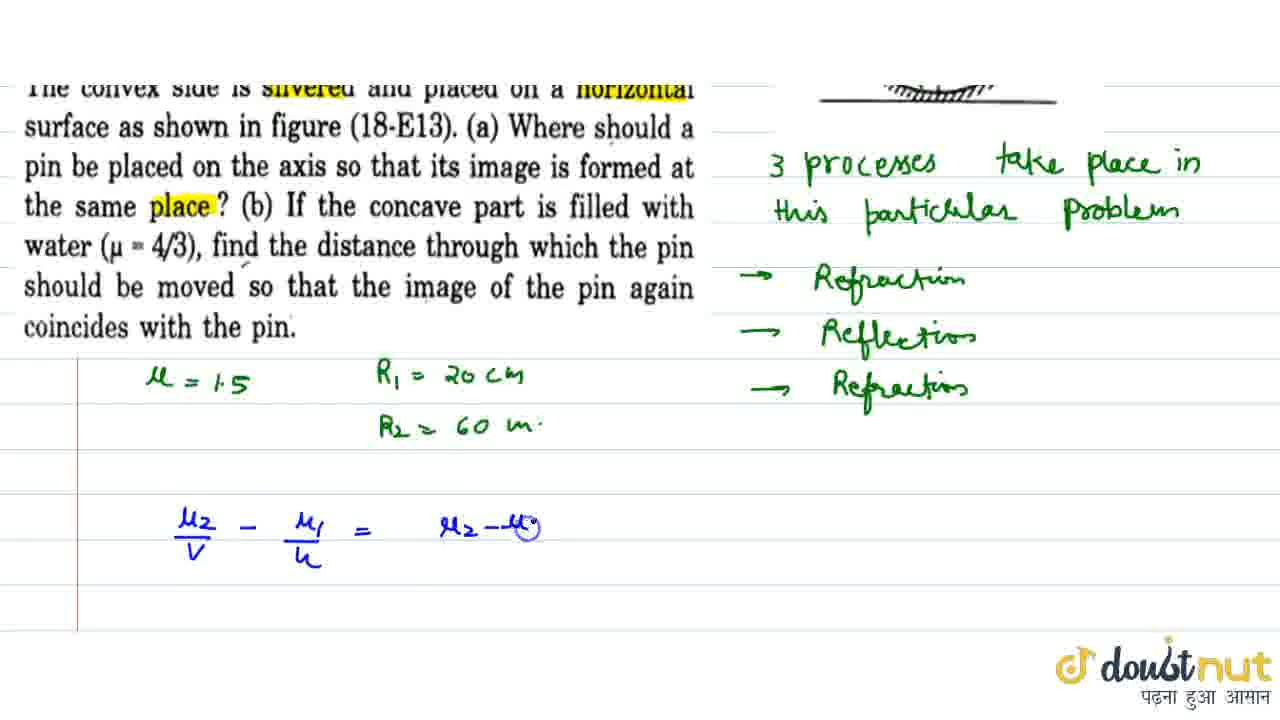 The convex side is silvered and placed on a horizontal
surface as shown in figure (18-E13). (a) Where should a
pin be placed on the axis so that its image is formed at
the same place ? (b) If the concave part is filled with
water (μ = 4/3), find the distance through which the pin
should be moved so that the image of the pin again
coincides with the pin.
3 processes take place in
this particular problem
→ Refraction
→ Reflection
→ Refraction
μ = 1.5 R₁ = 20 cm
R₂ = 60 m.
μ₂/v - μ₁/u = μ₂ - μ
doubtnut
पढ़ना हुआ आसान